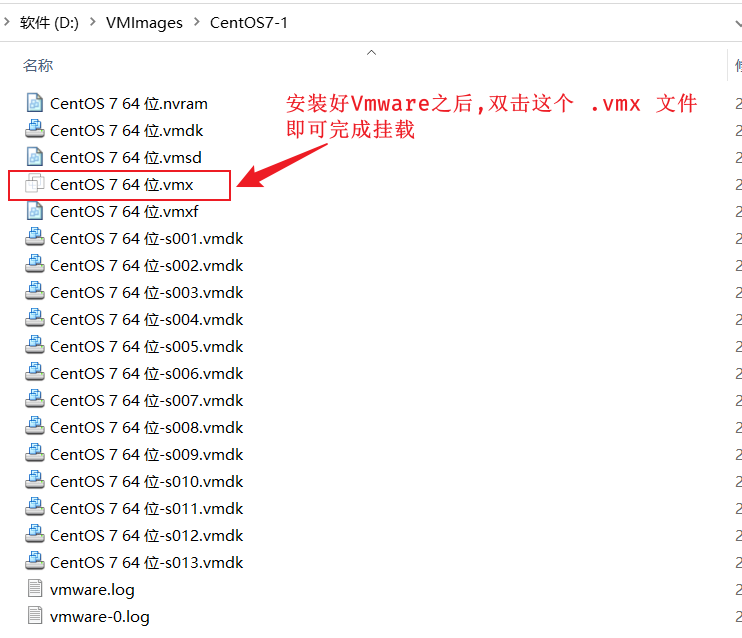 软件 (D:) VMImages CentOS7-1
名称
CentOS 7 64 位.nvram
安装好Vmware之后,双击这个 .vmx 文件
即可完成挂载
CentOS 7 64 位.vmdk
CentOS 7 64 位.vmsd
CentOS 7 64 位.vmx
CentOS 7 64 位.vmxf
CentOS 7 64 位-s001.vmdk
CentOS 7 64 位-s002.vmdk
CentOS 7 64 位-s003.vmdk
CentOS 7 64 位-s004.vmdk
CentOS 7 64 位-s005.vmdk
CentOS 7 64 位-s006.vmdk
CentOS 7 64 位-s007.vmdk
CentOS 7 64 位-s008.vmdk
CentOS 7 64 位-s009.vmdk
CentOS 7 64 位-s010.vmdk
CentOS 7 64 位-s011.vmdk
CentOS 7 64 位-s012.vmdk
CentOS 7 64 位-s013.vmdk
vmware.log
vmware-0.log